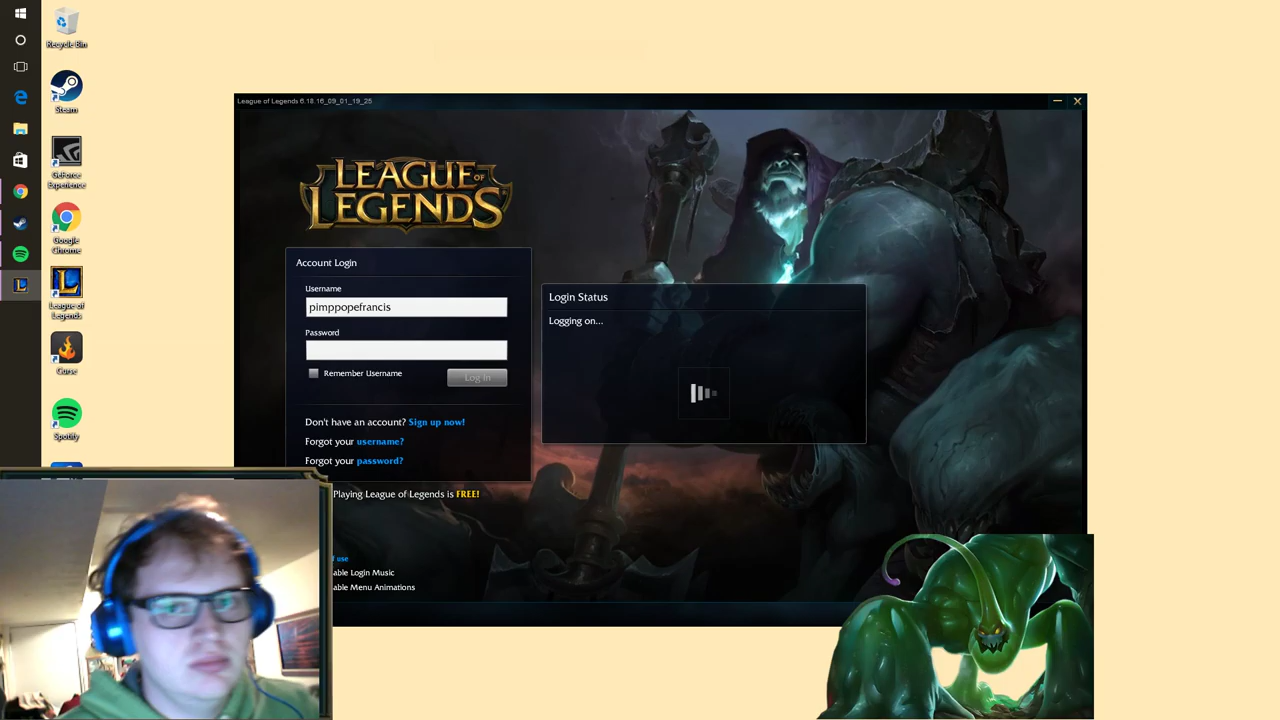 Recycle Bin
Steam
GeForce
Experience
Google
Chrome
League of
Legends
Curse
Spotify
League of Legends 6.18.16_09_01_19_25
LEAGUE OF
LEGENDS
Account Login
Username
pimppopefrancis
Password
Remember Username
Log In
Don't have an account? Sign up now!
Forgot your username?
Forgot your password?
Playing League of Legends is FREE!
use
able Login Music
able Menu Animations
Login Status
Logging on...